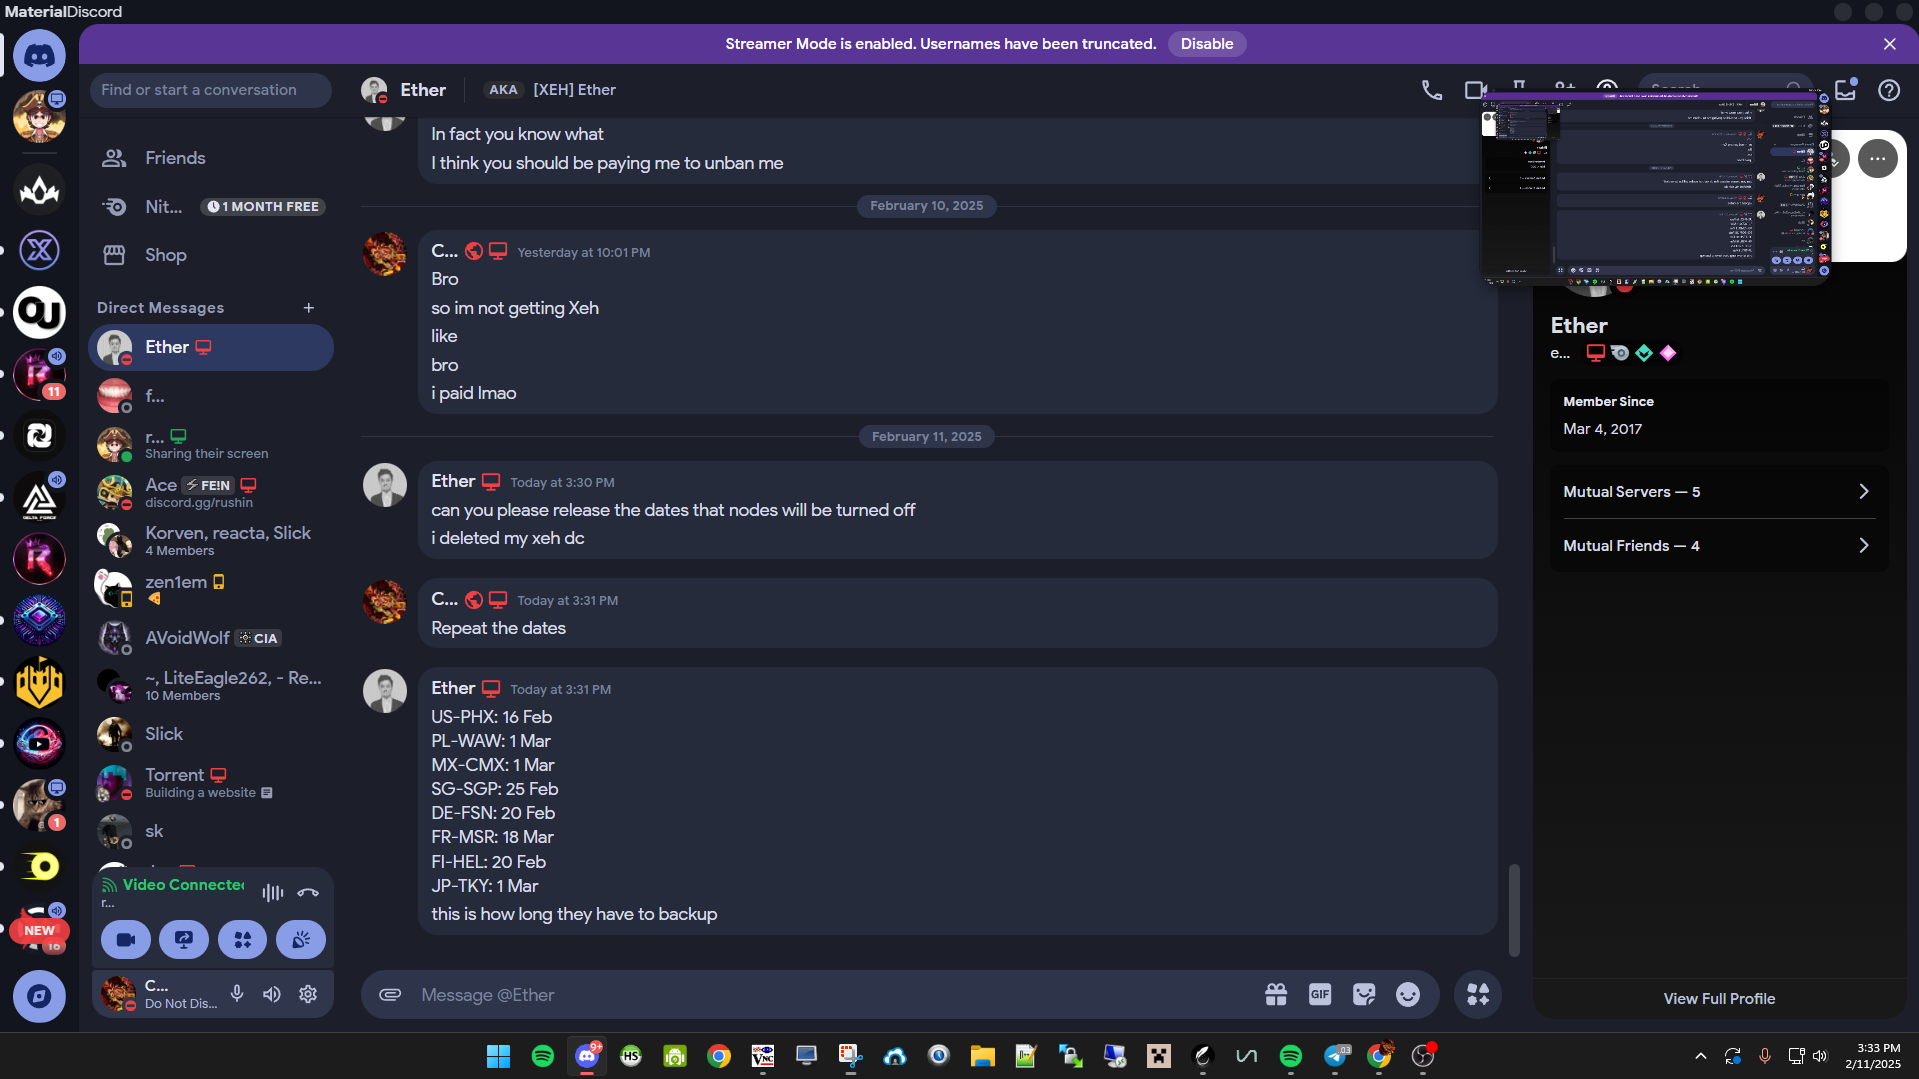 MaterialDiscord
Streamer Mode is enabled. Usernames have been truncated.
Disable
Find or start a conversation
Ether
AKA
[XEH] Ether
Friends
Nit...
1 MONTH FREE
Shop
Direct Messages
Ether
f...
r...
Sharing their screen
Ace
FE!N
discord.gg/rushin
Korven, reacta, Slick
4 Members
zen1em
AVoidWolf
CIA
~, LiteEagle262, - Re...
10 Members
Slick
Torrent
Building a website
sk
Video Connected
r...
C...
Do Not Dis...
11
1
NEW
16
In fact you know what
I think you should be paying me to unban me
February 10, 2025
C...
Yesterday at 10:01 PM
Bro
so im not getting Xeh
like
bro
i paid lmao
February 11, 2025
Ether
Today at 3:30 PM
can you please release the dates that nodes will be turned off
i deleted my xeh dc
C...
Today at 3:31 PM
Repeat the dates
Ether
Today at 3:31 PM
US-PHX: 16 Feb
PL-WAW: 1 Mar
MX-CMX: 1 Mar
SG-SGP: 25 Feb
DE-FSN: 20 Feb
FR-MSR: 18 Mar
FI-HEL: 20 Feb
JP-TKY: 1 Mar
this is how long they have to backup
Message @Ether
GIF
Ether
e...
Member Since
Mar 4, 2017
Mutual Servers — 5
Mutual Friends — 4
View Full Profile
9+
HS
VNC
3:33 PM
2/11/2025